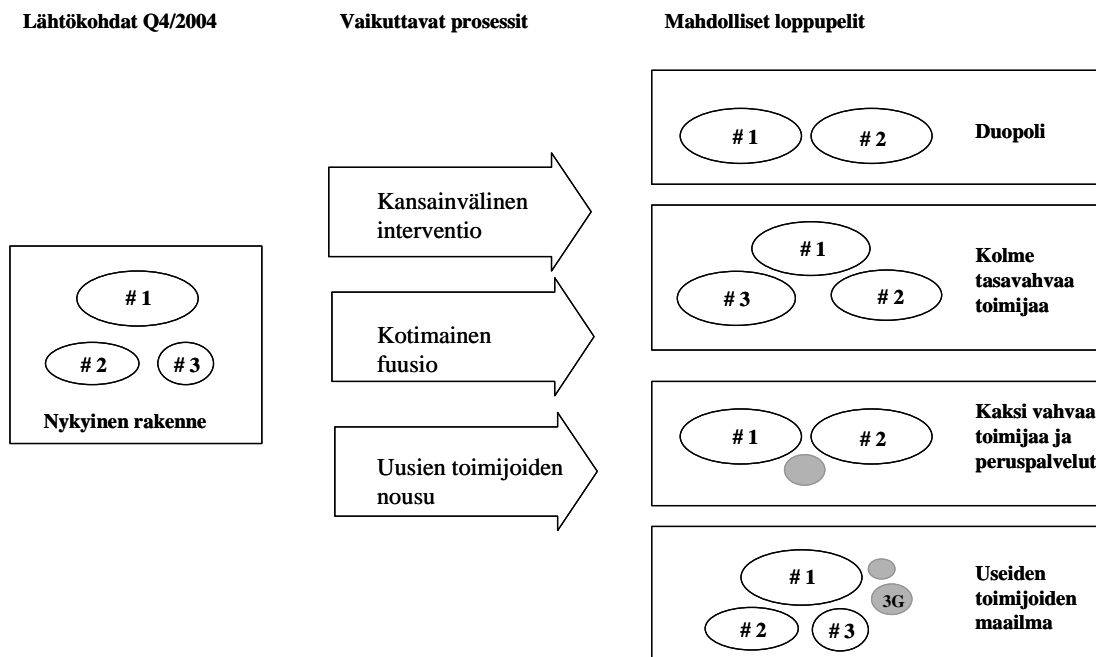 Lähtökohdat Q4/2004
Vaikuttavat prosessit
Mahdolliset loppupelit
# 1
# 2
# 3
Nykyinen rakenne
Kansainvälinen
interventio
Kotimainen
fuusio
Uusien toimijoiden
nousu
# 1
# 2
Duopoli
# 1
# 3
# 2
Kolme
tasavahvaa
toimijaa
# 1
# 2
Kaksi vahvaa
toimijaa ja
peruspalvelut
# 1
3G
# 2
# 3
Useiden
toimijoiden
maailma